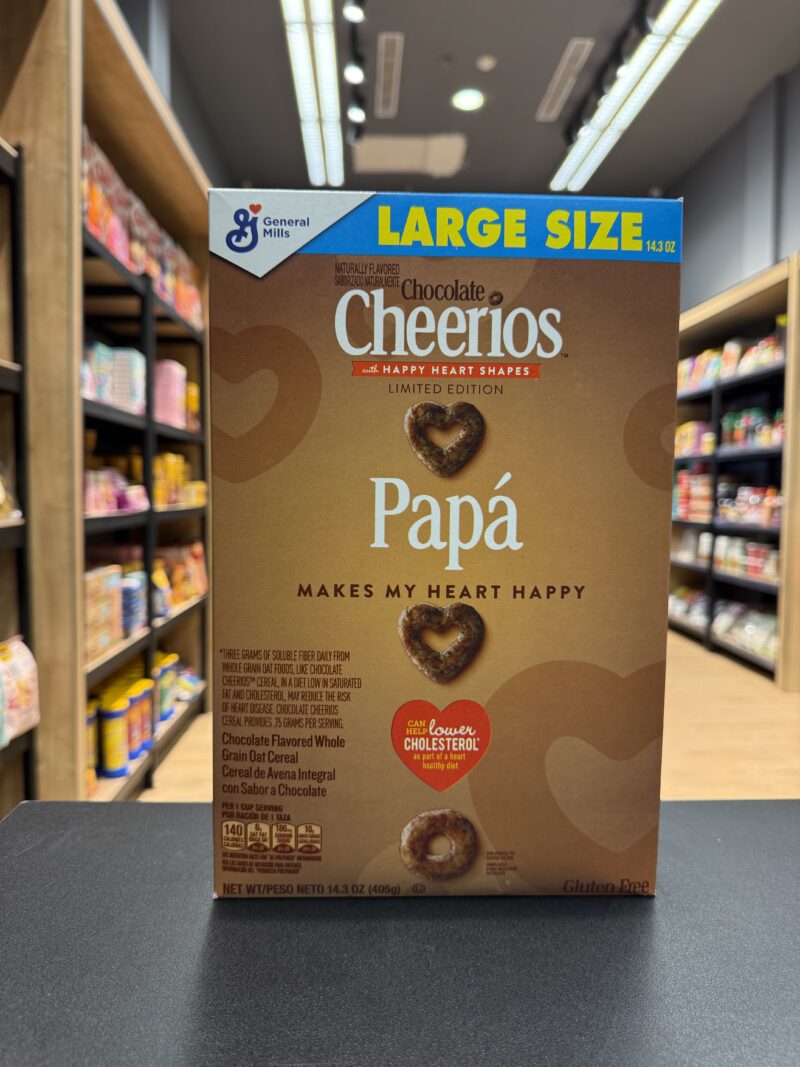 General
Mills
LARGE SIZE 14.3 OZ
NATURALLY FLAVORED
SABORIZADO NATURALMENTE
Chocolate
Cheerios™
with HAPPY HEART SHAPES
LIMITED EDITION
Papá
MAKES MY HEART HAPPY
*THREE GRAMS OF SOLUBLE FIBER DAILY FROM
WHOLE GRAIN OAT FOODS, LIKE CHOCOLATE
CHEERIOS™ CEREAL, IN A DIET LOW IN SATURATED
FAT AND CHOLESTEROL, MAY REDUCE THE RISK
OF HEART DISEASE. CHOCOLATE CHEERIOS
CEREAL PROVIDES .75 GRAMS PER SERVING.
CAN
HELP lower
CHOLESTEROL*
as part of a heart
healthy diet
Chocolate Flavored Whole
Grain Oat Cereal
Cereal de Avena Integral
con Sabor a Chocolate
PER 1 CUP SERVING
POR RACIÓN DE 1 TAZA
140
CALORIES
NET WT/PESO NETO 14.3 OZ (405g)
Gluten Free